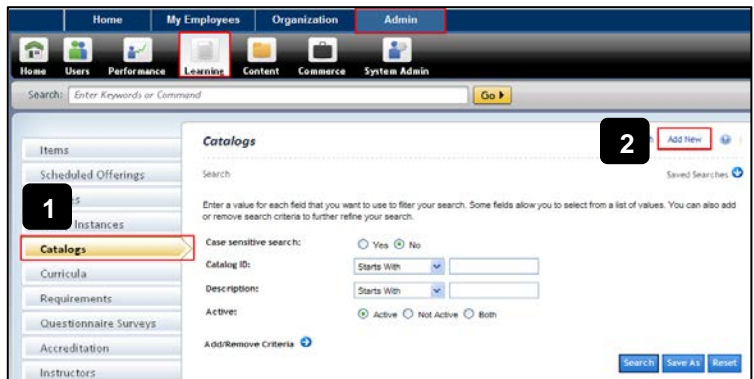 Home My Employees Organization Admin
Home Users Performance Learning Content Commerce System Admin
Search: Enter Keywords or Command Go
Catalogs
2
Add New
Items
Scheduled Offerings
Search
Saved Searches
1
Instances
Enter a value for each field that you want to use to filter your search. Some fields allow you to select from a list of values. You can also add
or remove search criteria to further refine your search.
Catalogs
Case sensitive search: Yes No
Catalog ID: Starts With
Curricula
Description: Starts With
Requirements
Active: Active Not Active Both
Questionnaire Surveys
Add/Remove Criteria
Accreditation
Search Save As Reset
Instructors